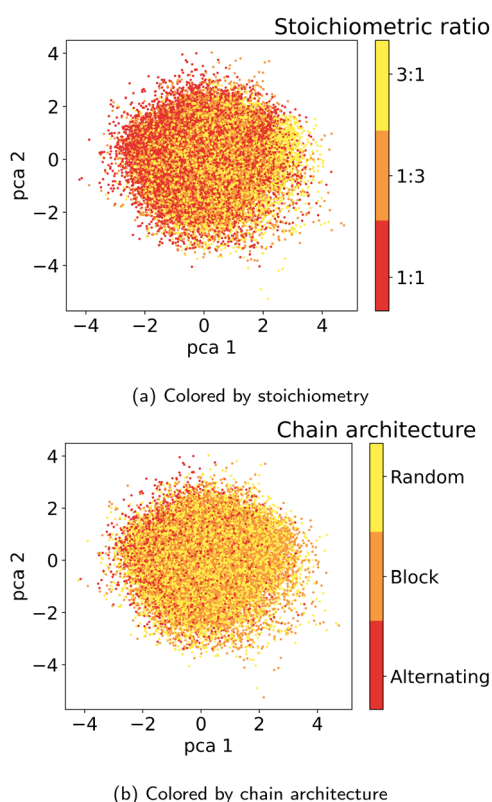 Stoichiometric ratio
4
2
0
−2
−4
pca 2
−4 −2 0 2 4
pca 1
3:1
1:3
1:1
(a) Colored by stoichiometry
Chain architecture
4
2
0
−2
−4
pca 2
−4 −2 0 2 4
pca 1
Random
Block
Alternating
(b) Colored by chain architecture